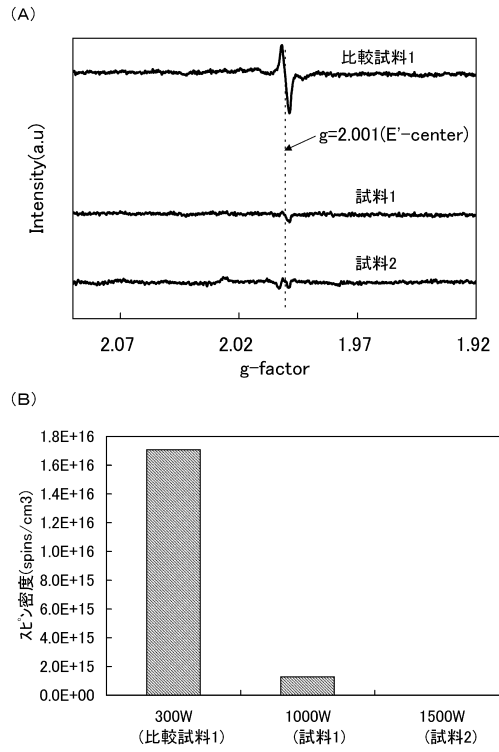 (A)
比較試料1
g=2.001(E'-center)
試料1
試料2
Intensity(a.u)
2.07 2.02 1.97 1.92
g-factor
(B)
スピン密度(spins/cm3)
1.8E+16
1.6E+16
1.4E+16
1.2E+16
1.0E+16
8.0E+15
6.0E+15
4.0E+15
2.0E+15
0.0E+00
300W 1000W 1500W
(比較試料1) (試料1) (試料2)